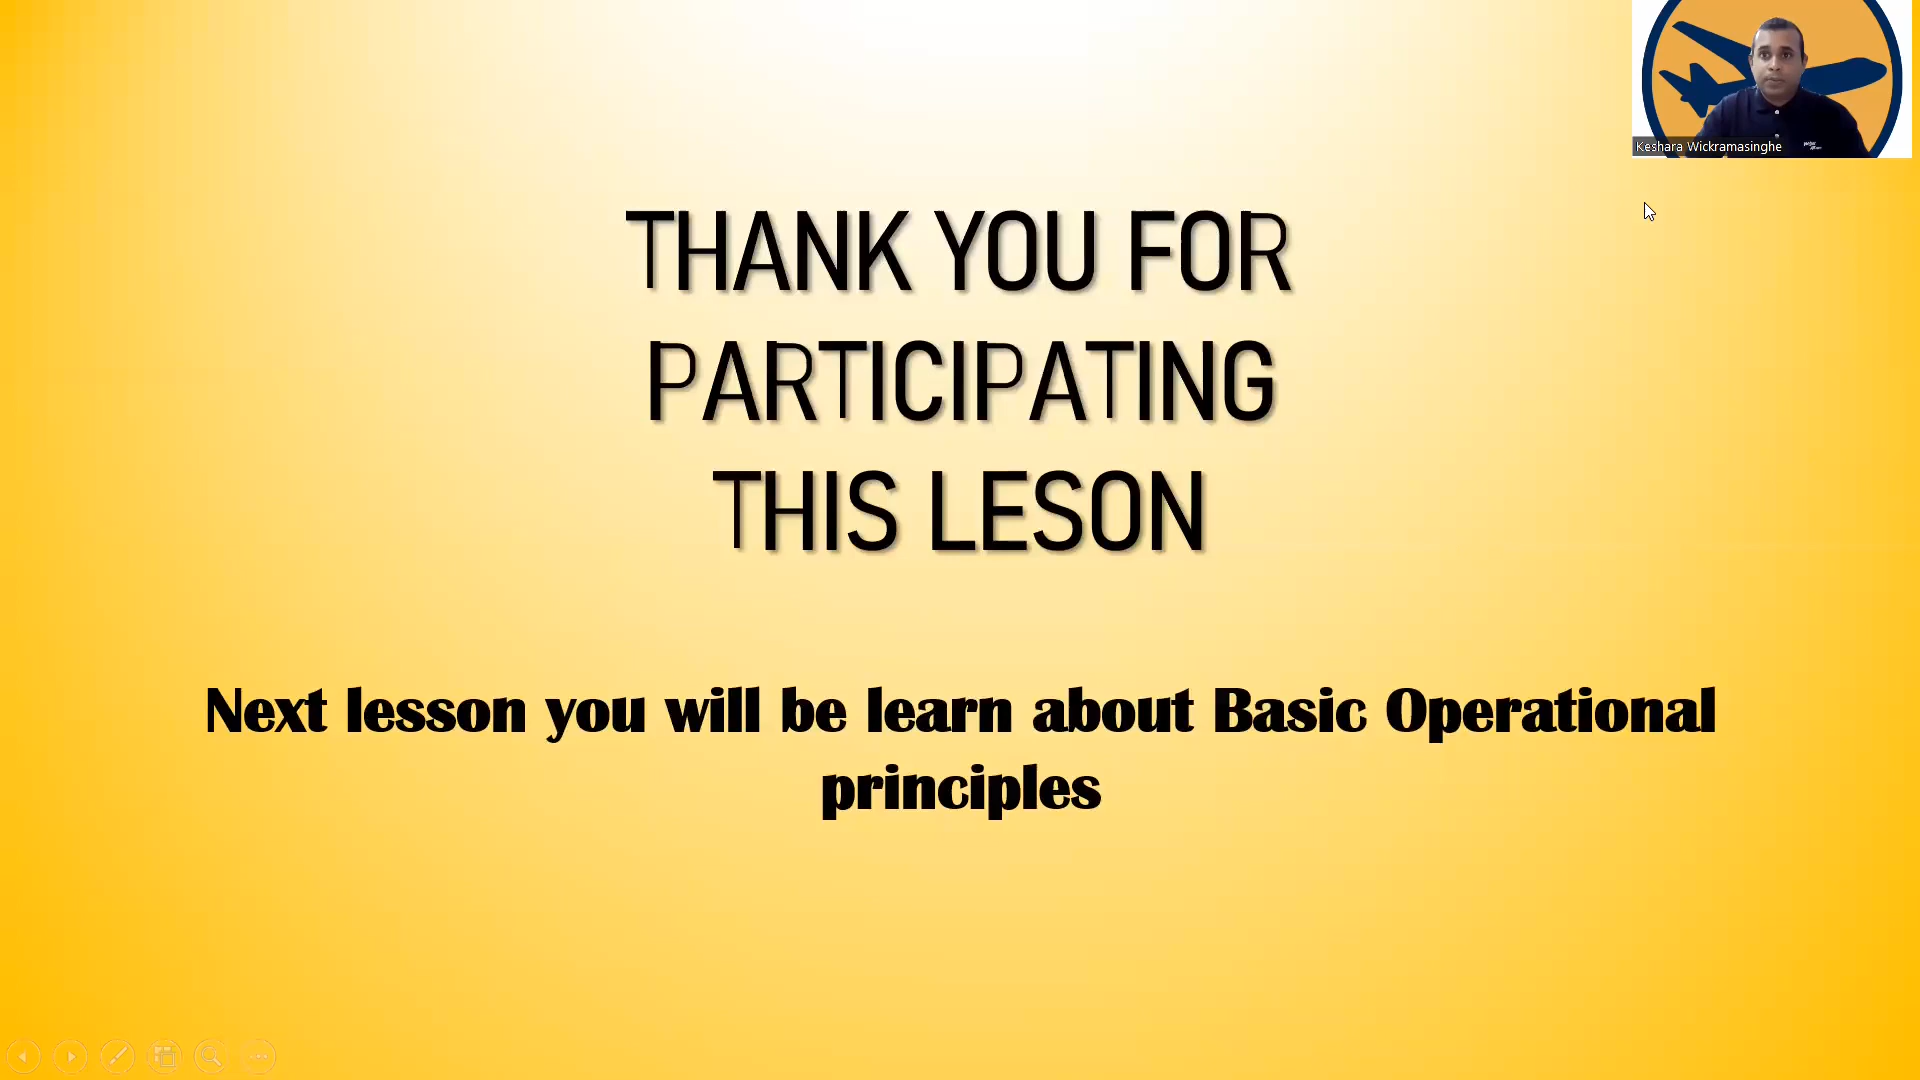 Keshara Wickramasinghe
THANK YOU FOR
PARTICIPATING
THIS LESON
Next lesson you will be learn about Basic Operational
principles